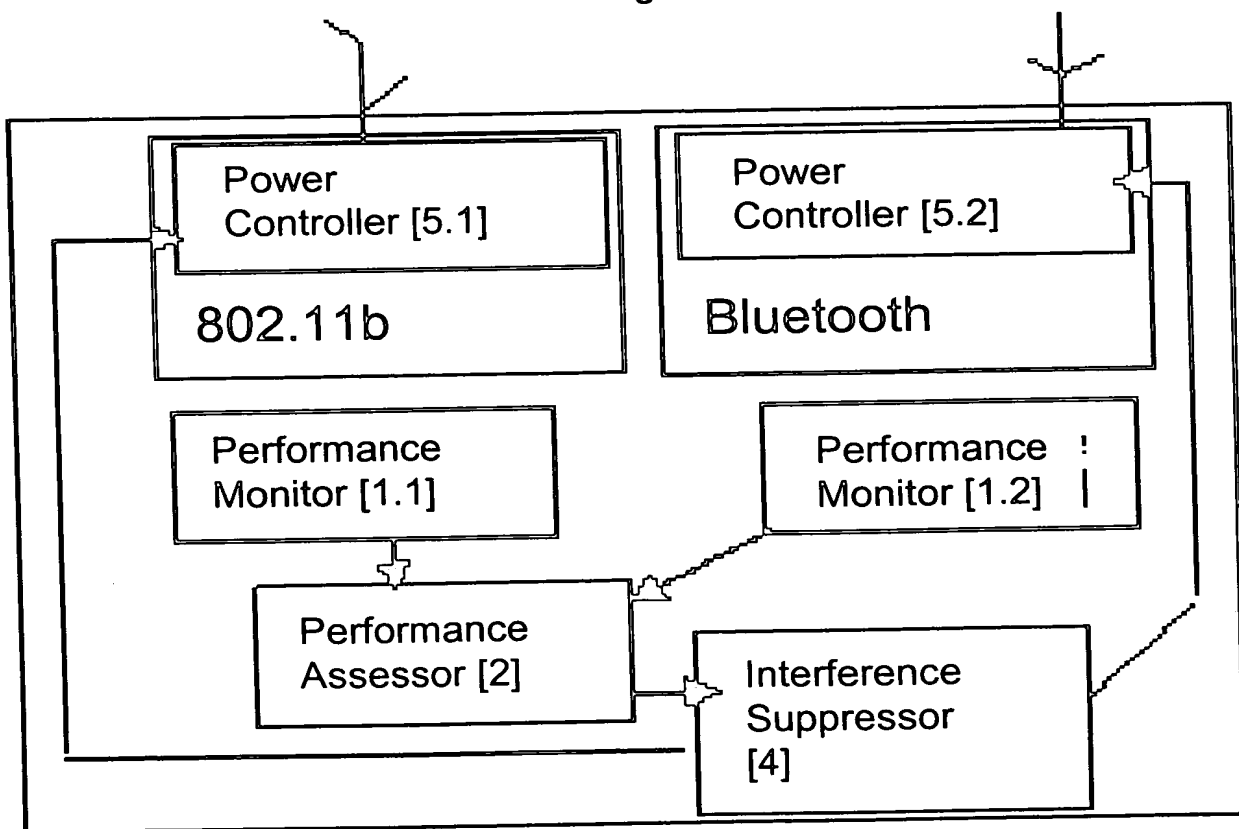 Power
Controller [5.1]
802.11b
Power
Controller [5.2]
Bluetooth
Performance
Monitor [1.1]
Performance
Monitor [1.2]
Performance
Assessor [2]
Interference
Suppressor
[4]